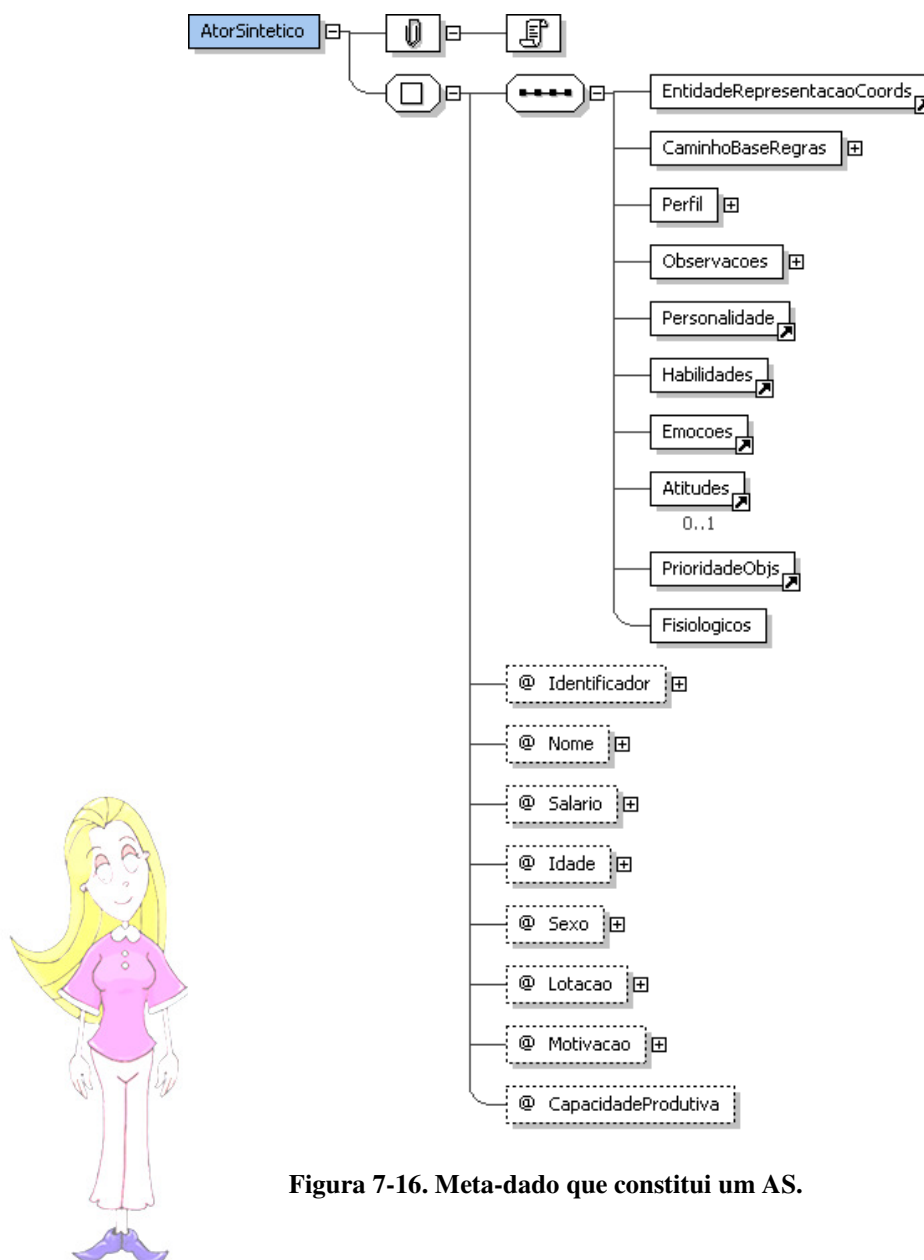 AtorSintetico
EntidadeRepresentacaoCoords
CaminhoBaseRegras
Perfil
Observacoes
Personalidade
Habilidades
Emocoes
Atitudes
0..1
PrioridadeObjs
Fisiologicos
@ Identificador
@ Nome
@ Salario
@ Idade
@ Sexo
@ Lotacao
@ Motivacao
@ CapacidadeProdutiva
Figura 7-16. Meta-dado que constitui um AS.